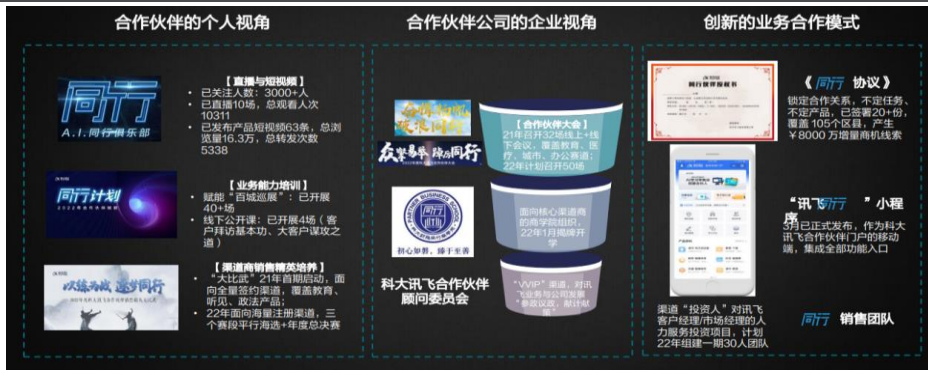 合作伙伴的个人视角
同行
A.I.同行俱乐部
【直播与短视频】
• 已关注人数：3000+人
• 已直播10场，总观看人次
10311
• 已发布产品短视频63条，总浏
览量16.3万，总转发次数
5338
同行计划
【业务能力培训】
• 赋能“百城巡展”：已开展
40+场
• 线下公开课：已开展4场（客
户拜访基本功、大客户谋攻之
道）
以练为战 逐梦同行
【渠道商销售精英培养】
• “大比武”21年首期启动，面
向全量签约渠道，覆盖教育、
听见、政法产品；
• 22年面向海量注册渠道，三
个赛段平行海选+年度总决赛
合作伙伴公司的企业视角
众擎易举 踔厉同行
【合作伙伴大会】
21年召开32场线上+线
下会议，覆盖教育、医
疗、城市、办公赛道；
22年计划召开50场
PARTNER BUSINESS SCHOOL
同行
初心如磐，臻于至善
面向核心渠道商
的商学院组织，
22年1月揭牌开
学
科大讯飞合作伙伴
顾问委员会
“VVIP”渠道，对讯
飞业务与公司发展
“参政议政，献计献
策”
创新的业务合作模式
同行伙伴授权书
《同行 协议》
锁定合作关系，不定任务、
不定产品，已签署20+份，
覆盖105个区县，产生
￥8000 万增量商机线索
“讯飞同行 ”小程
序
3月已正式发布，作为科大
讯飞合作伙伴门户的移动
端，集成全部功能入口
渠道“投资人”对讯飞
客户经理/市场经理的人
力服务投资项目，计划
22年组建一期30人团队
同行 销售团队